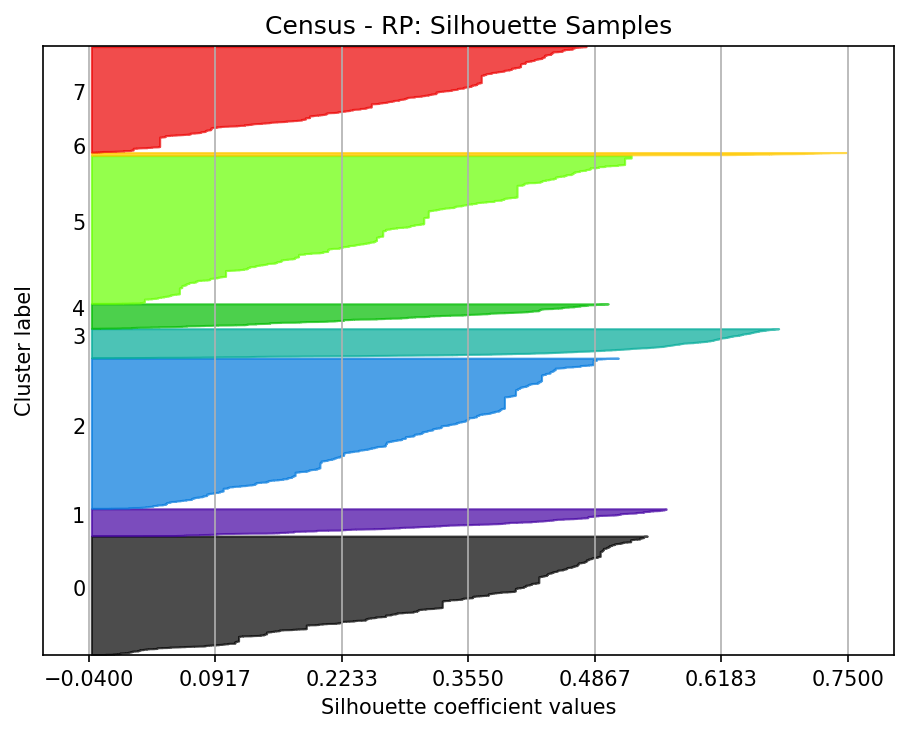 Census - RP: Silhouette Samples
7
6
5
4
3
2
1
0
Cluster label
−0.0400 0.0917 0.2233 0.3550 0.4867 0.6183 0.7500
Silhouette coefficient values